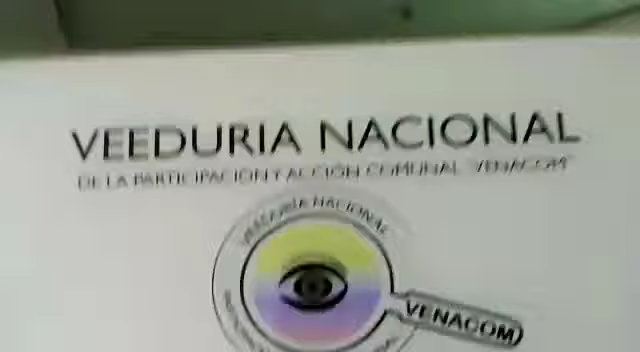 VEEDURIA NACIONAL
DE LA PARTICIPACION Y ACCION COMUNAL "VENACOM"
VEEDURIA NACIONAL
VENACOM